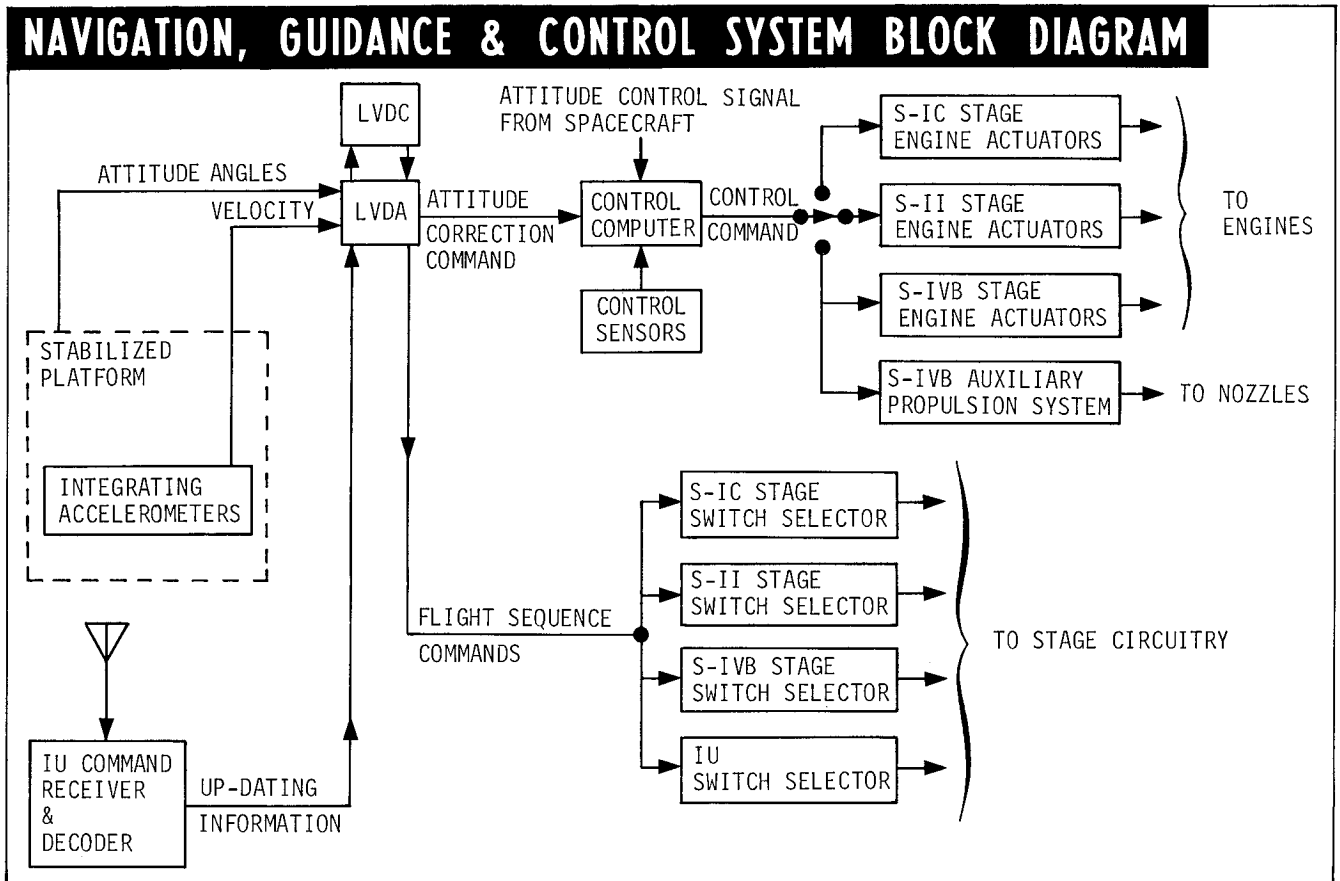 NAVIGATION, GUIDANCE & CONTROL SYSTEM BLOCK DIAGRAM
LVDC
ATTITUDE CONTROL SIGNAL
FROM SPACECRAFT
S-IC STAGE
ENGINE ACTUATORS
ATTITUDE ANGLES
VELOCITY
LVDA
ATTITUDE
CORRECTION
COMMAND
CONTROL
COMPUTER
CONTROL
COMMAND
S-II STAGE
ENGINE ACTUATORS
TO
ENGINES
CONTROL
SENSORS
S-IVB STAGE
ENGINE ACTUATORS
STABILIZED
PLATFORM
S-IVB AUXILIARY
PROPULSION SYSTEM
TO NOZZLES
INTEGRATING
ACCELEROMETERS
S-IC STAGE
SWITCH SELECTOR
S-II STAGE
SWITCH SELECTOR
FLIGHT SEQUENCE
COMMANDS
TO STAGE CIRCUITRY
S-IVB STAGE
SWITCH SELECTOR
IU
SWITCH SELECTOR
IU COMMAND
RECEIVER
&
DECODER
UP-DATING
INFORMATION